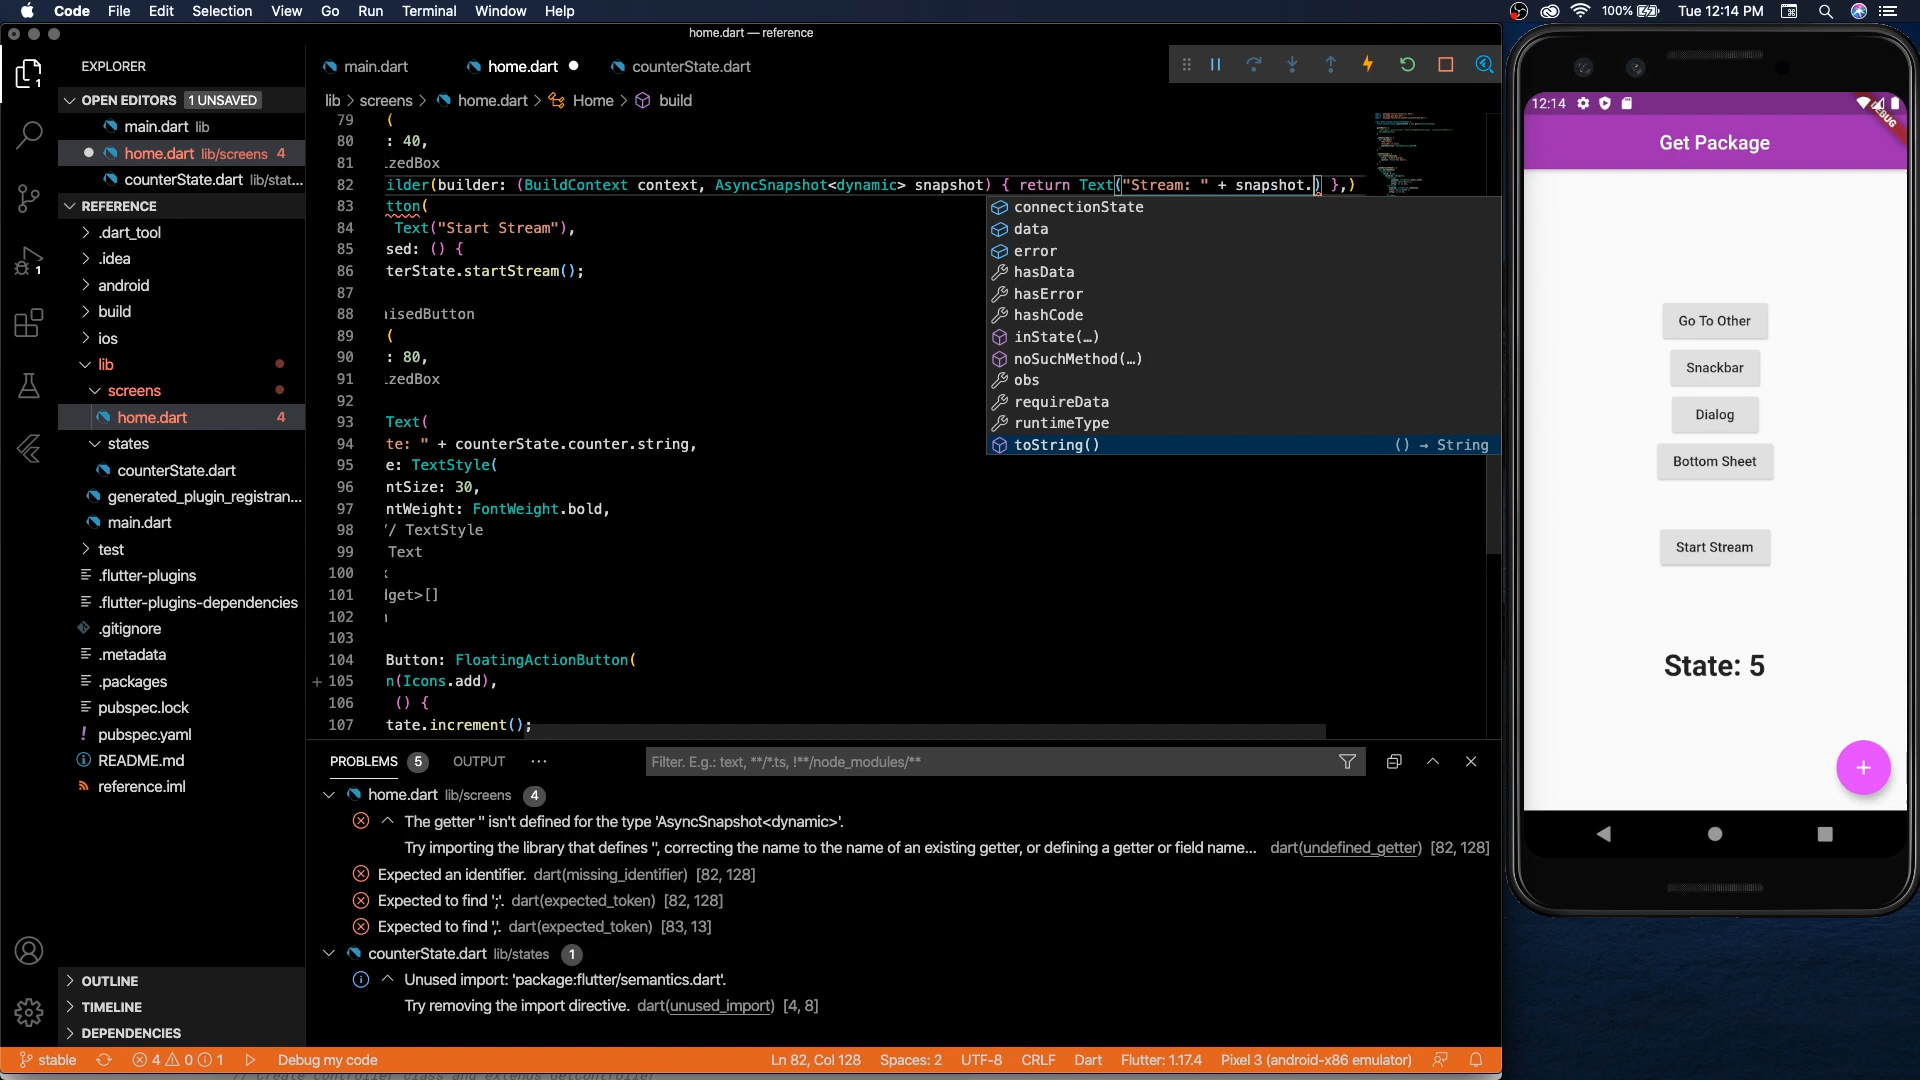 Code File Edit Selection View Go Run Terminal Window Help
100% Tue 12:14 PM
home.dart — reference
EXPLORER
OPEN EDITORS 1 UNSAVED
main.dart lib
home.dart lib/screens 4
counterState.dart lib/stat...
REFERENCE
.dart_tool
.idea
android
build
ios
lib
screens
home.dart 4
states
counterState.dart
generated_plugin_registran...
main.dart
test
.flutter-plugins
.flutter-plugins-dependencies
.gitignore
.metadata
.packages
pubspec.lock
pubspec.yaml
README.md
reference.iml
OUTLINE
TIMELINE
DEPENDENCIES
main.dart home.dart counterState.dart
lib > screens > home.dart > Home > build
79 (
80 : 40,
81 izedBox
82 ilder(builder: (BuildContext context, AsyncSnapshot<dynamic> snapshot) { return Text("Stream: " + snapshot.) },)
83 tton(
84 Text("Start Stream"),
85 sed: () {
86 terState.startStream();
87
88 aisedButton
89 (
90 : 80,
91 izedBox
92
93 Text(
94 te: " + counterState.counter.string,
95 e: TextStyle(
96 ntSize: 30,
97 ntWeight: FontWeight.bold,
98 // TextStyle
99 Text
100
101 dget>[]
102
103
104 Button: FloatingActionButton(
105 n(Icons.add),
106 () {
107 tate.increment();
connectionState
data
error
hasData
hasError
hashCode
inState(…)
noSuchMethod(…)
obs
requireData
runtimeType
toString() () → String
PROBLEMS 5 OUTPUT ···
Filter. E.g.: text, **/*.ts, !**/node_modules/**
home.dart lib/screens 4
The getter '' isn't defined for the type 'AsyncSnapshot<dynamic>'.
Try importing the library that defines '', correcting the name to the name of an existing getter, or defining a getter or field name... dart(undefined_getter) [82, 128]
Expected an identifier. dart(missing_identifier) [82, 128]
Expected to find ';'. dart(expected_token) [82, 128]
Expected to find ','. dart(expected_token) [83, 13]
counterState.dart lib/states 1
Unused import: 'package:flutter/semantics.dart'.
Try removing the import directive. dart(unused_import) [4, 8]
stable 4 0 1 Debug my code Ln 82, Col 128 Spaces: 2 UTF-8 CRLF Dart Flutter: 1.17.4 Pixel 3 (android-x86 emulator)
// Create controller class and extends GetController
12:14
DEBUG
Get Package
Go To Other
Snackbar
Dialog
Bottom Sheet
Start Stream
State: 5
+